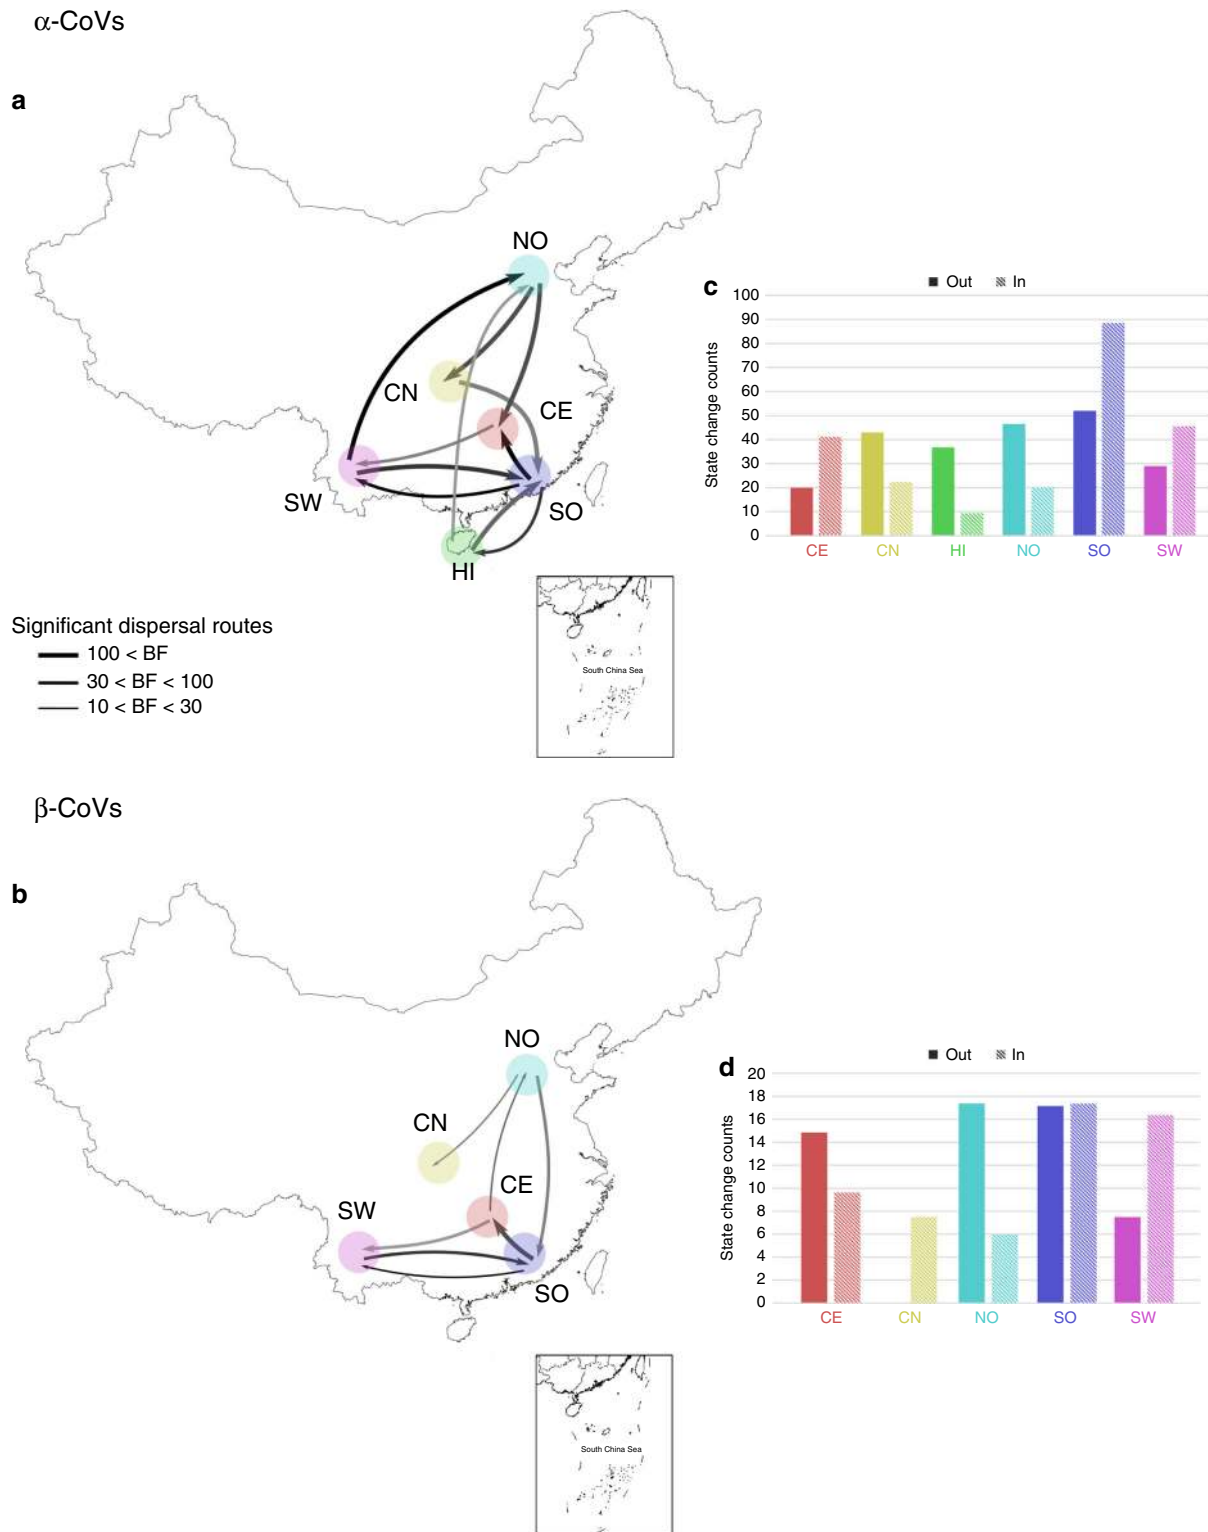 α-CoVs
a
NO
CN
CE
SW
SO
HI
Significant dispersal routes
100 < BF
30 < BF < 100
10 < BF < 30
South China Sea
c
Out In
State change counts
100
90
80
70
60
50
40
30
20
10
0
CE CN HI NO SO SW
β-CoVs
b
NO
CN
CE
SW
SO
South China Sea
d
Out In
State change counts
20
18
16
14
12
10
8
6
4
2
0
CE CN NO SO SW